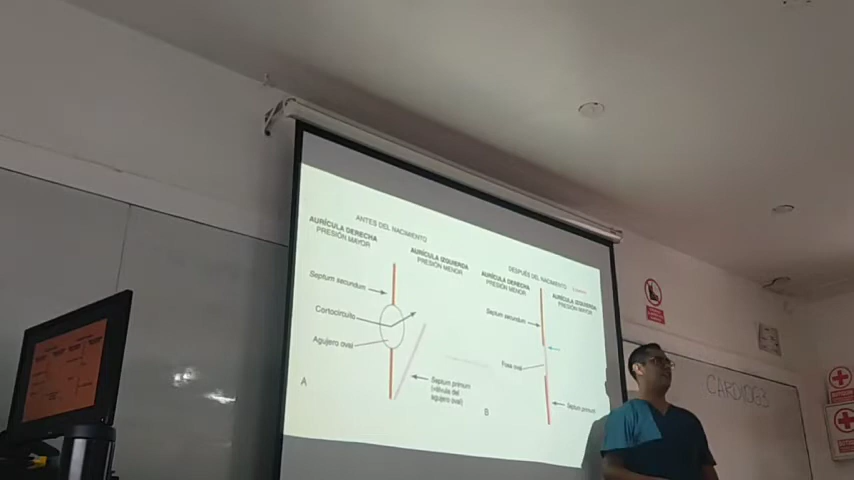 ANTES DEL NACIMIENTO
AURÍCULA DERECHA
PRESIÓN MAYOR
AURÍCULA IZQUIERDA
PRESIÓN MENOR
Septum secundum
Cortocircuito
Agujero oval
Septum primum
(válvula del
agujero oval)
A
DESPUÉS DEL NACIMIENTO
AURÍCULA DERECHA
PRESIÓN MENOR
AURÍCULA IZQUIERDA
PRESIÓN MAYOR
Septum secundum
Fosa oval
Septum primum
B